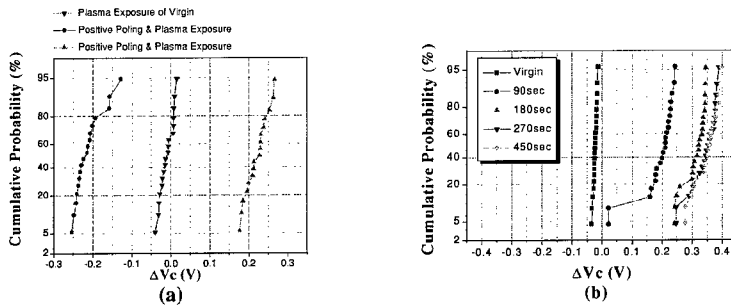 Plasma Exposure of Virgin
Positive Poling & Plasma Exposure
Positive Poling & Plasma Exposure
Cumulative Probability (%)
95
80
60
40
20
5
2
-0.3 -0.2 -0.1 0.0 0.1 0.2 0.3
ΔVc (V)
(a)
Cumulative Probability (%)
95
80
60
40
20
5
2
Virgin
90sec
180sec
270sec
450sec
-0.4 -0.3 -0.2 -0.1 0.0 0.1 0.2 0.3 0.4
ΔVc (V)
(b)